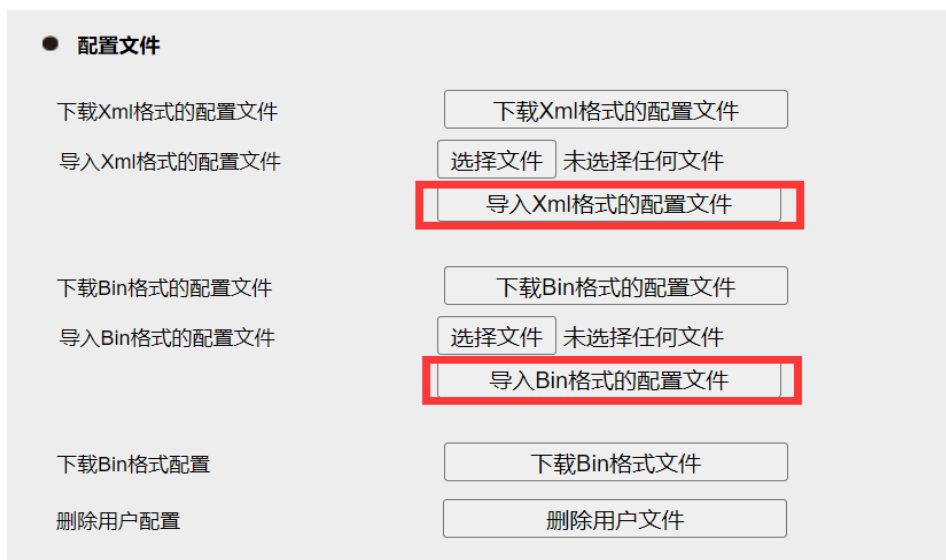 配置文件
下载Xml格式的配置文件 下载Xml格式的配置文件
导入Xml格式的配置文件 选择文件 未选择任何文件
导入Xml格式的配置文件
下载Bin格式的配置文件 下载Bin格式的配置文件
导入Bin格式的配置文件 选择文件 未选择任何文件
导入Bin格式的配置文件
下载Bin格式配置 下载Bin格式文件
删除用户配置 删除用户文件